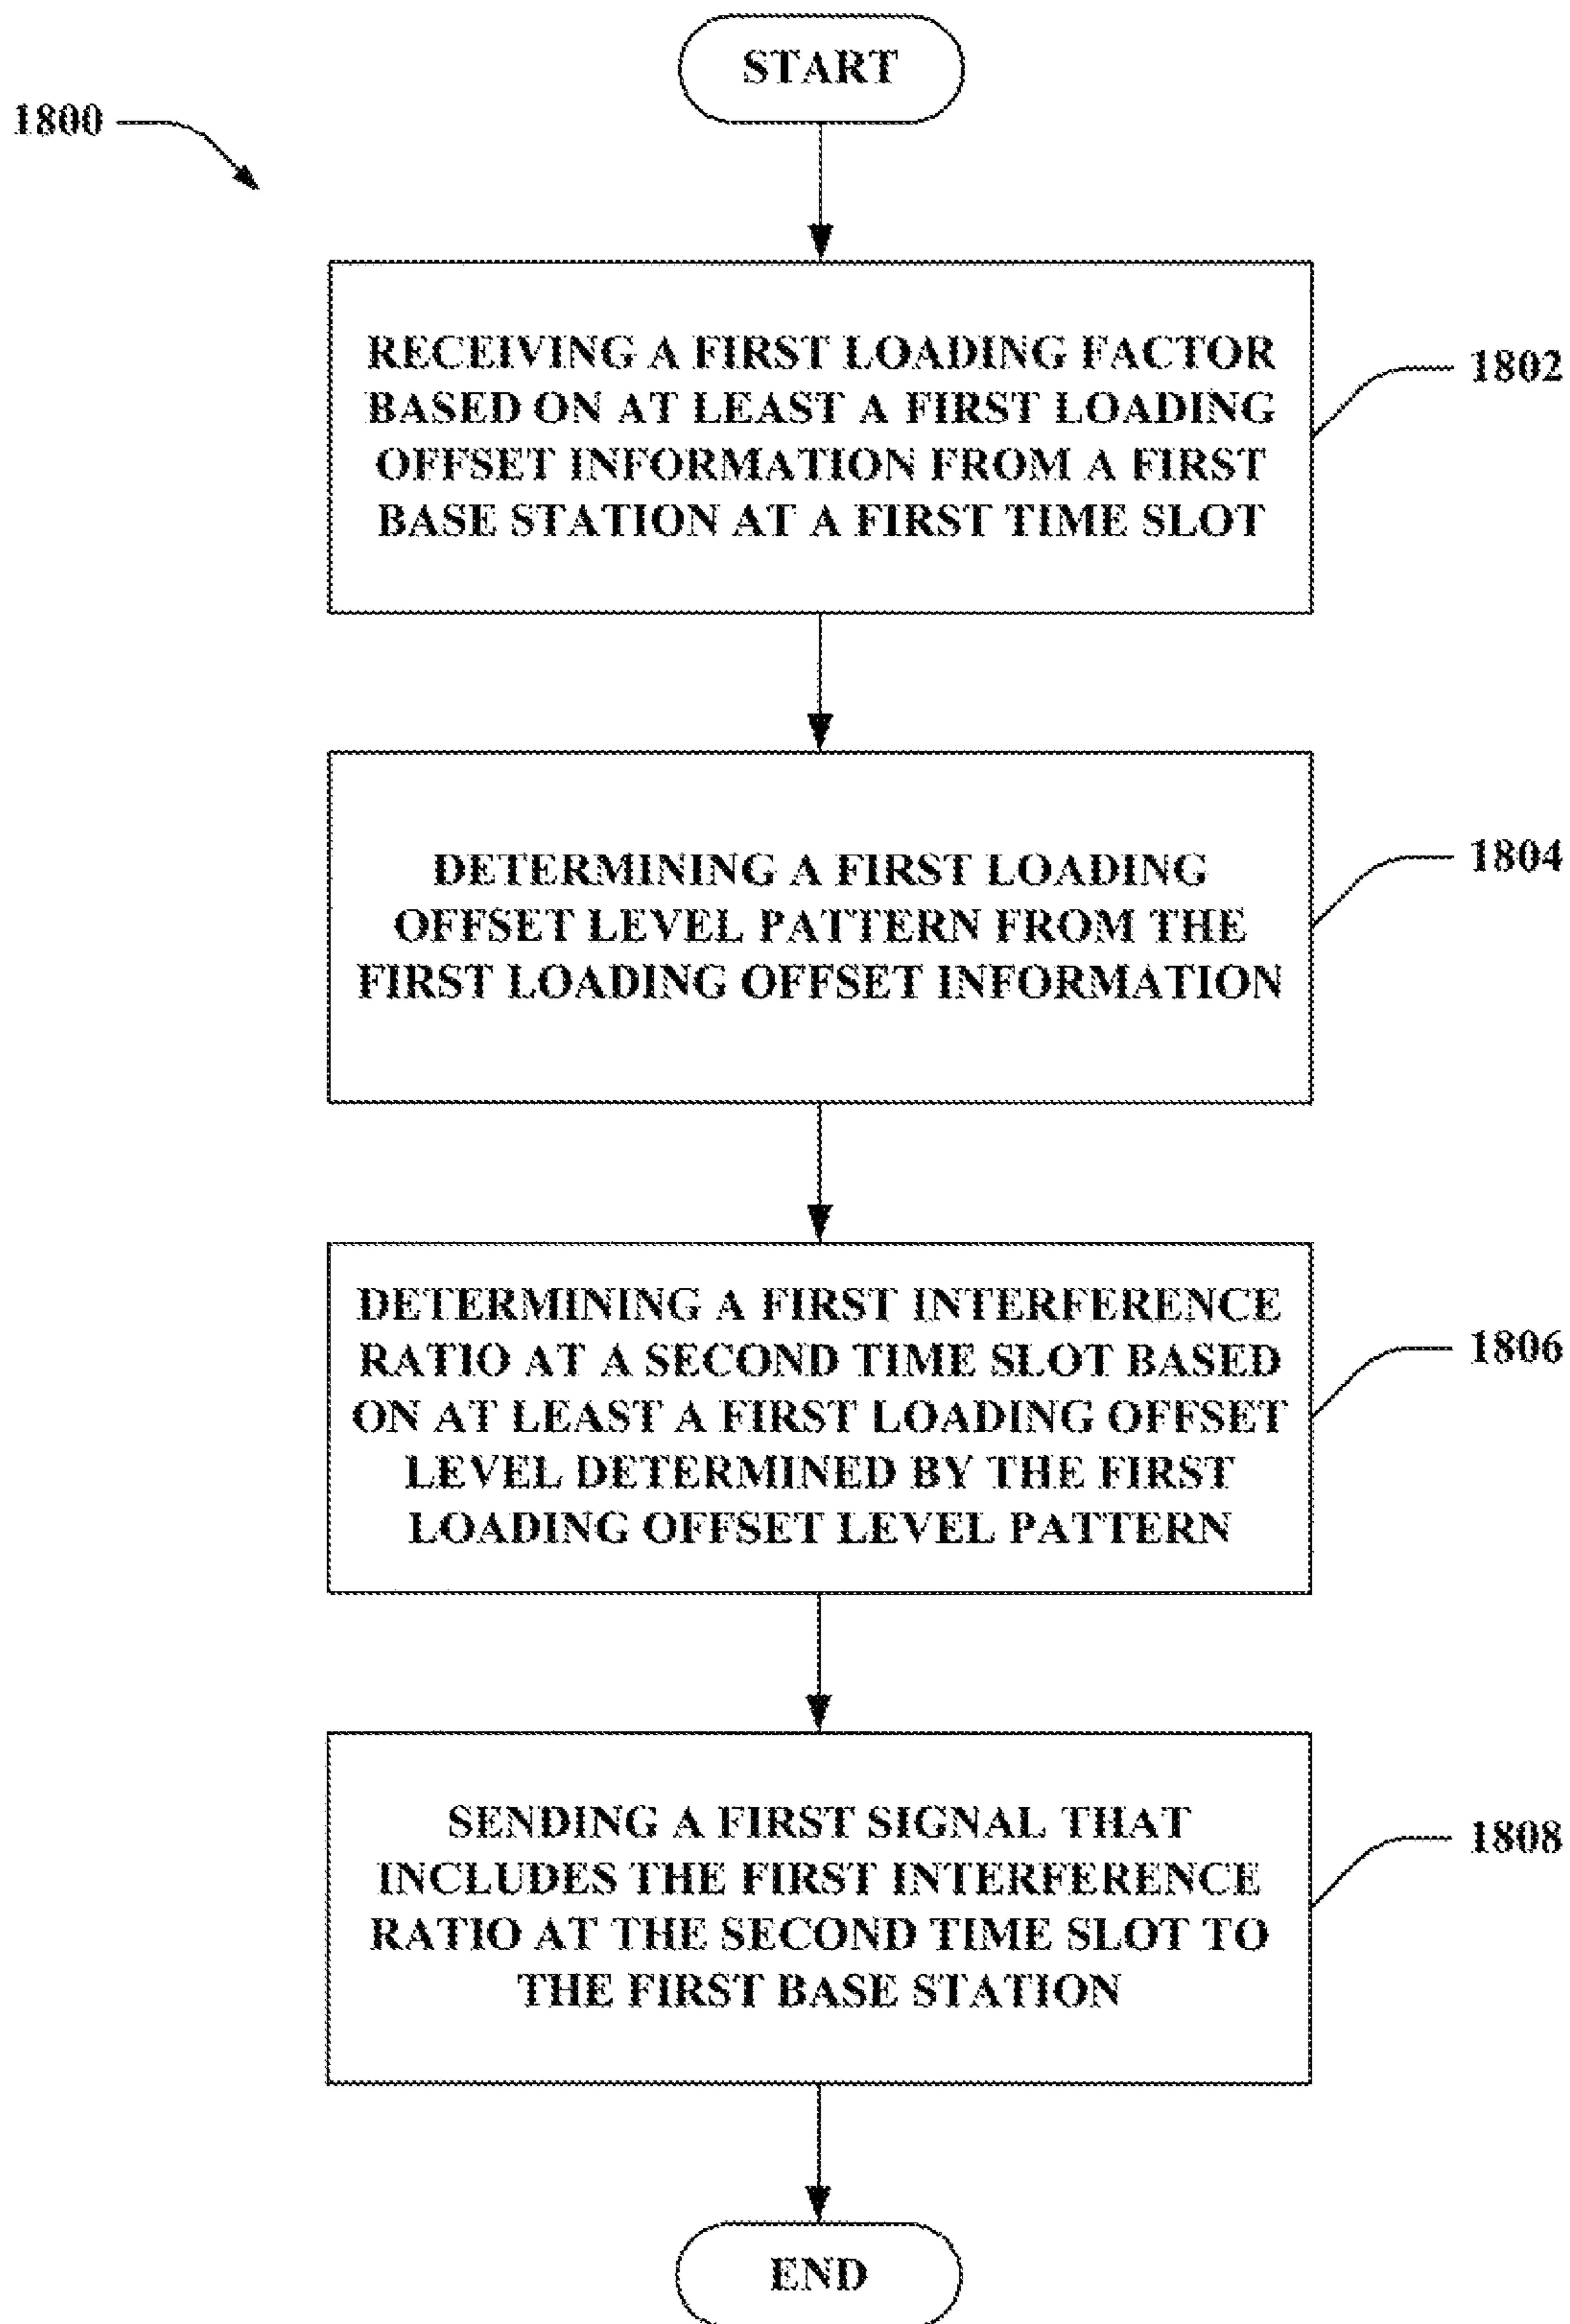 START
1800
RECEIVING A FIRST LOADING FACTOR
BASED ON AT LEAST A FIRST LOADING
OFFSET INFORMATION FROM A FIRST
BASE STATION AT A FIRST TIME SLOT
1802
DETERMINING A FIRST LOADING
OFFSET LEVEL PATTERN FROM THE
FIRST LOADING OFFSET INFORMATION
1804
DETERMINING A FIRST INTERFERENCE
RATIO AT A SECOND TIME SLOT BASED
ON AT LEAST A FIRST LOADING OFFSET
LEVEL DETERMINED BY THE FIRST
LOADING OFFSET LEVEL PATTERN
1806
SENDING A FIRST SIGNAL THAT
INCLUDES THE FIRST INTERFERENCE
RATIO AT THE SECOND TIME SLOT TO
THE FIRST BASE STATION
1808
END